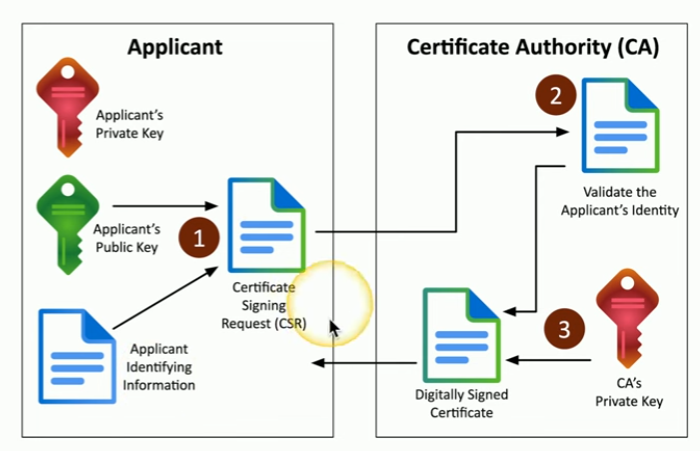 Applicant
Applicant's
Private Key
Applicant's
Public Key
1
Certificate
Signing
Request (CSR)
Applicant
Identifying
Information
Certificate Authority (CA)
2
Validate the
Applicant's Identity
3
Digitally Signed
Certificate
CA's
Private Key